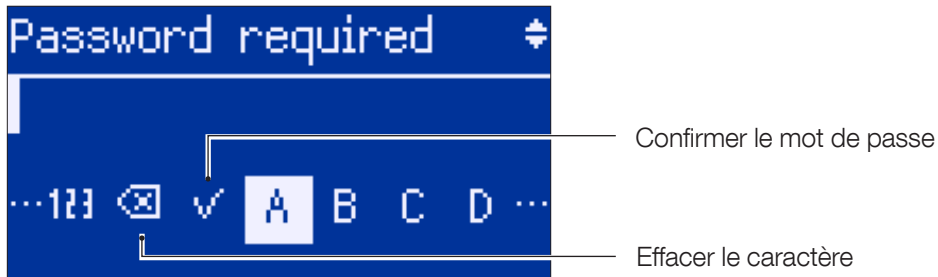 Password required
Confirmer le mot de passe
...123 A B C D ...
Effacer le caractère